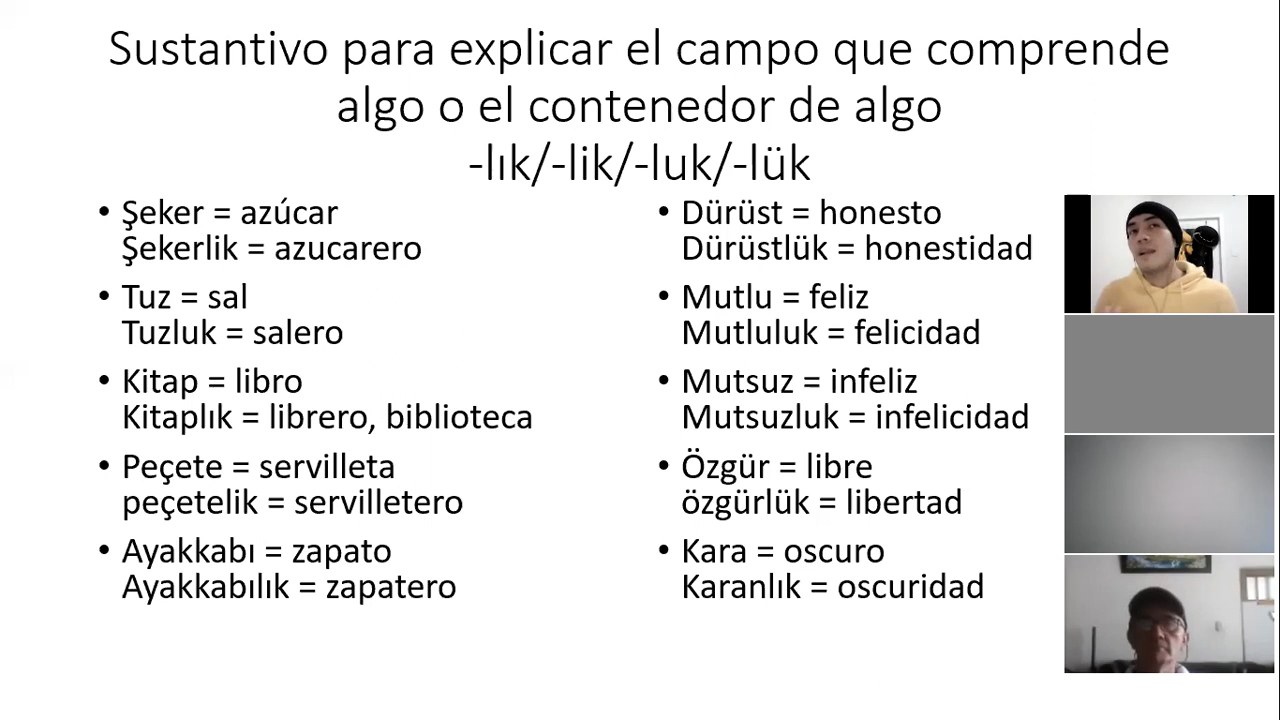 Sustantivo para explicar el campo que comprende
algo o el contenedor de algo
-lık/-lik/-luk/-lük
• Şeker = azúcar
Şekerlik = azucarero
• Tuz = sal
Tuzluk = salero
• Kitap = libro
Kitaplık = librero, biblioteca
• Peçete = servilleta
peçetelik = servilletero
• Ayakkabı = zapato
Ayakkabılık = zapatero
• Dürüst = honesto
Dürüstlük = honestidad
• Mutlu = feliz
Mutluluk = felicidad
• Mutsuz = infeliz
Mutsuzluk = infelicidad
• Özgür = libre
özgürlük = libertad
• Kara = oscuro
Karanlık = oscuridad